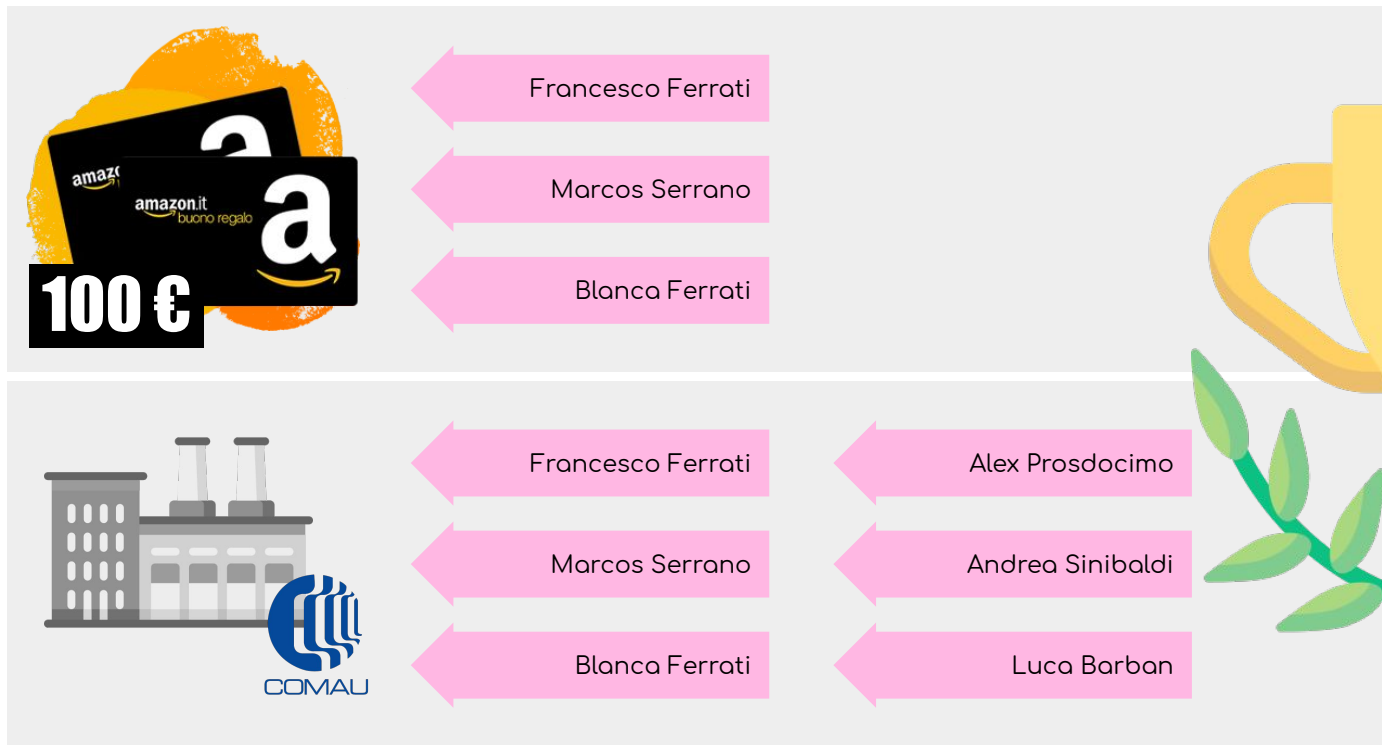 Francesco Ferrati
a
amazon
amazon.it
buono regalo
a
Marcos Serrano
Blanca Ferrati
100 €
Francesco Ferrati
Alex Prosdocimo
Marcos Serrano
Andrea Sinibaldi
Blanca Ferrati
Luca Barban
COMAU